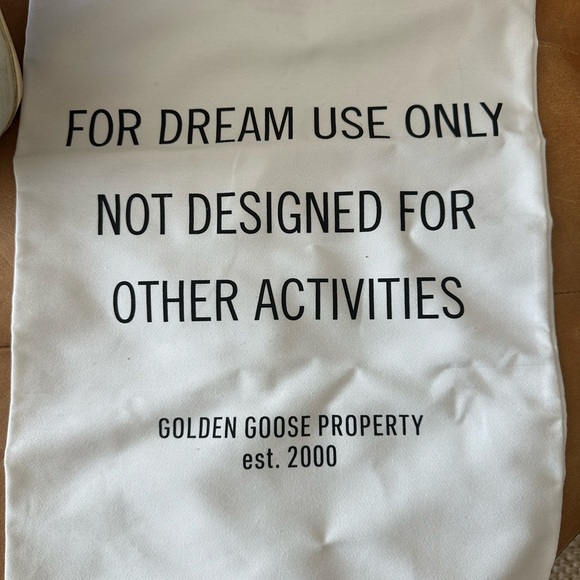 FOR DREAM USE ONLY
NOT DESIGNED FOR
OTHER ACTIVITIES
GOLDEN GOOSE PROPERTY
est. 2000